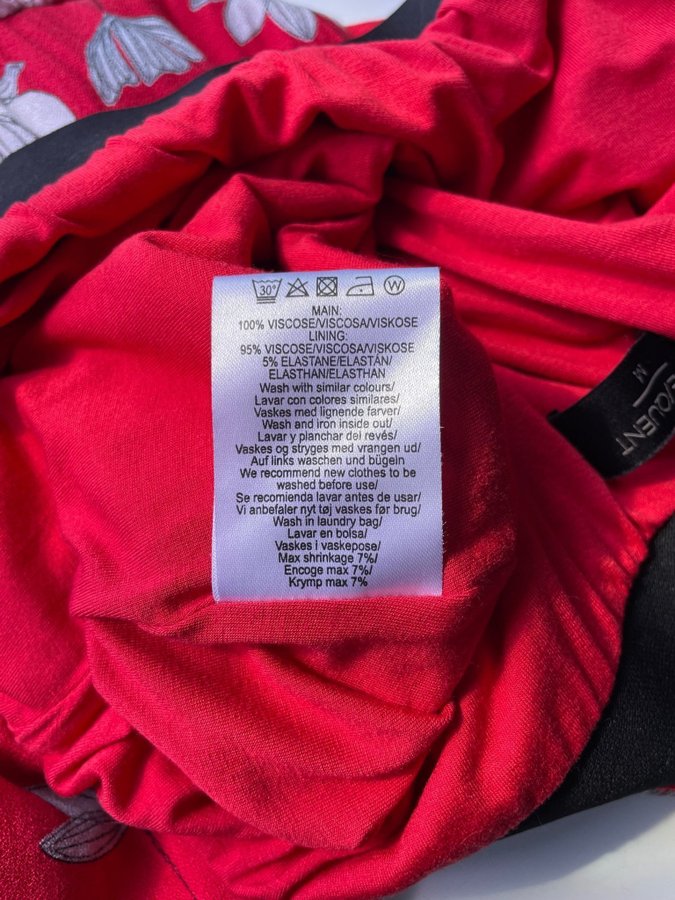 30°
W
MAIN:
100% VISCOSE/VISCOSA/VISKOSE
LINING:
95% VISCOSE/VISCOSA/VISKOSE
5% ELASTANE/ELASTÁN/
ELASTHAN/ELASTHAN
Wash with similar colours/
Lavar con colores similares/
Vaskes med lignende farver/
Wash and iron inside out/
Lavar y planchar del revés/
Vaskes og stryges med vrangen ud/
Auf links waschen und bügeln
We recommend new clothes to be
washed before use/
Se recomienda lavar antes de usar/
Vi anbefaler nyt tøj vaskes før brug/
Wash in laundry bag/
Lavar en bolsa/
Vaskes i vaskepose/
Max shrinkage 7%/
Encoge max 7%/
Krymp max 7%
M